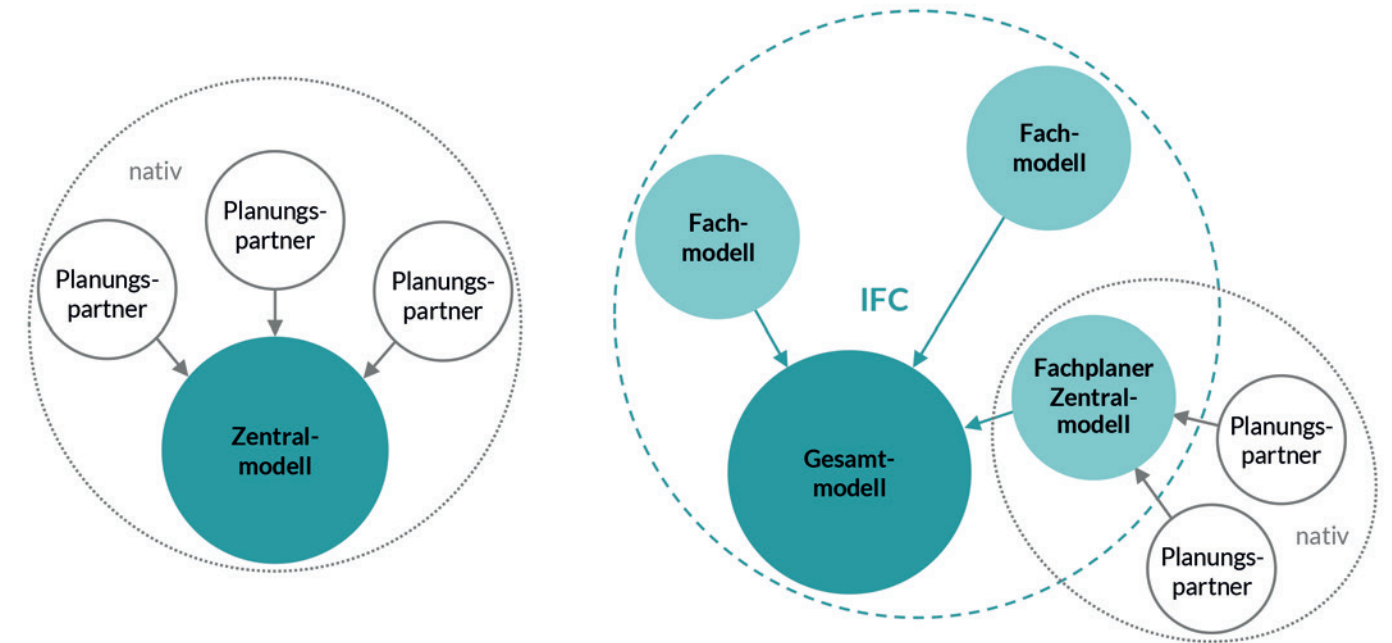 nativ
Planungs-
partner
Planungs-
partner
Planungs-
partner
Zentral-
modell
Fach-
modell
Fach-
modell
IFC
Fachplaner
Zentral-
modell
Gesamt-
modell
Planungs-
partner
Planungs-
partner
nativ